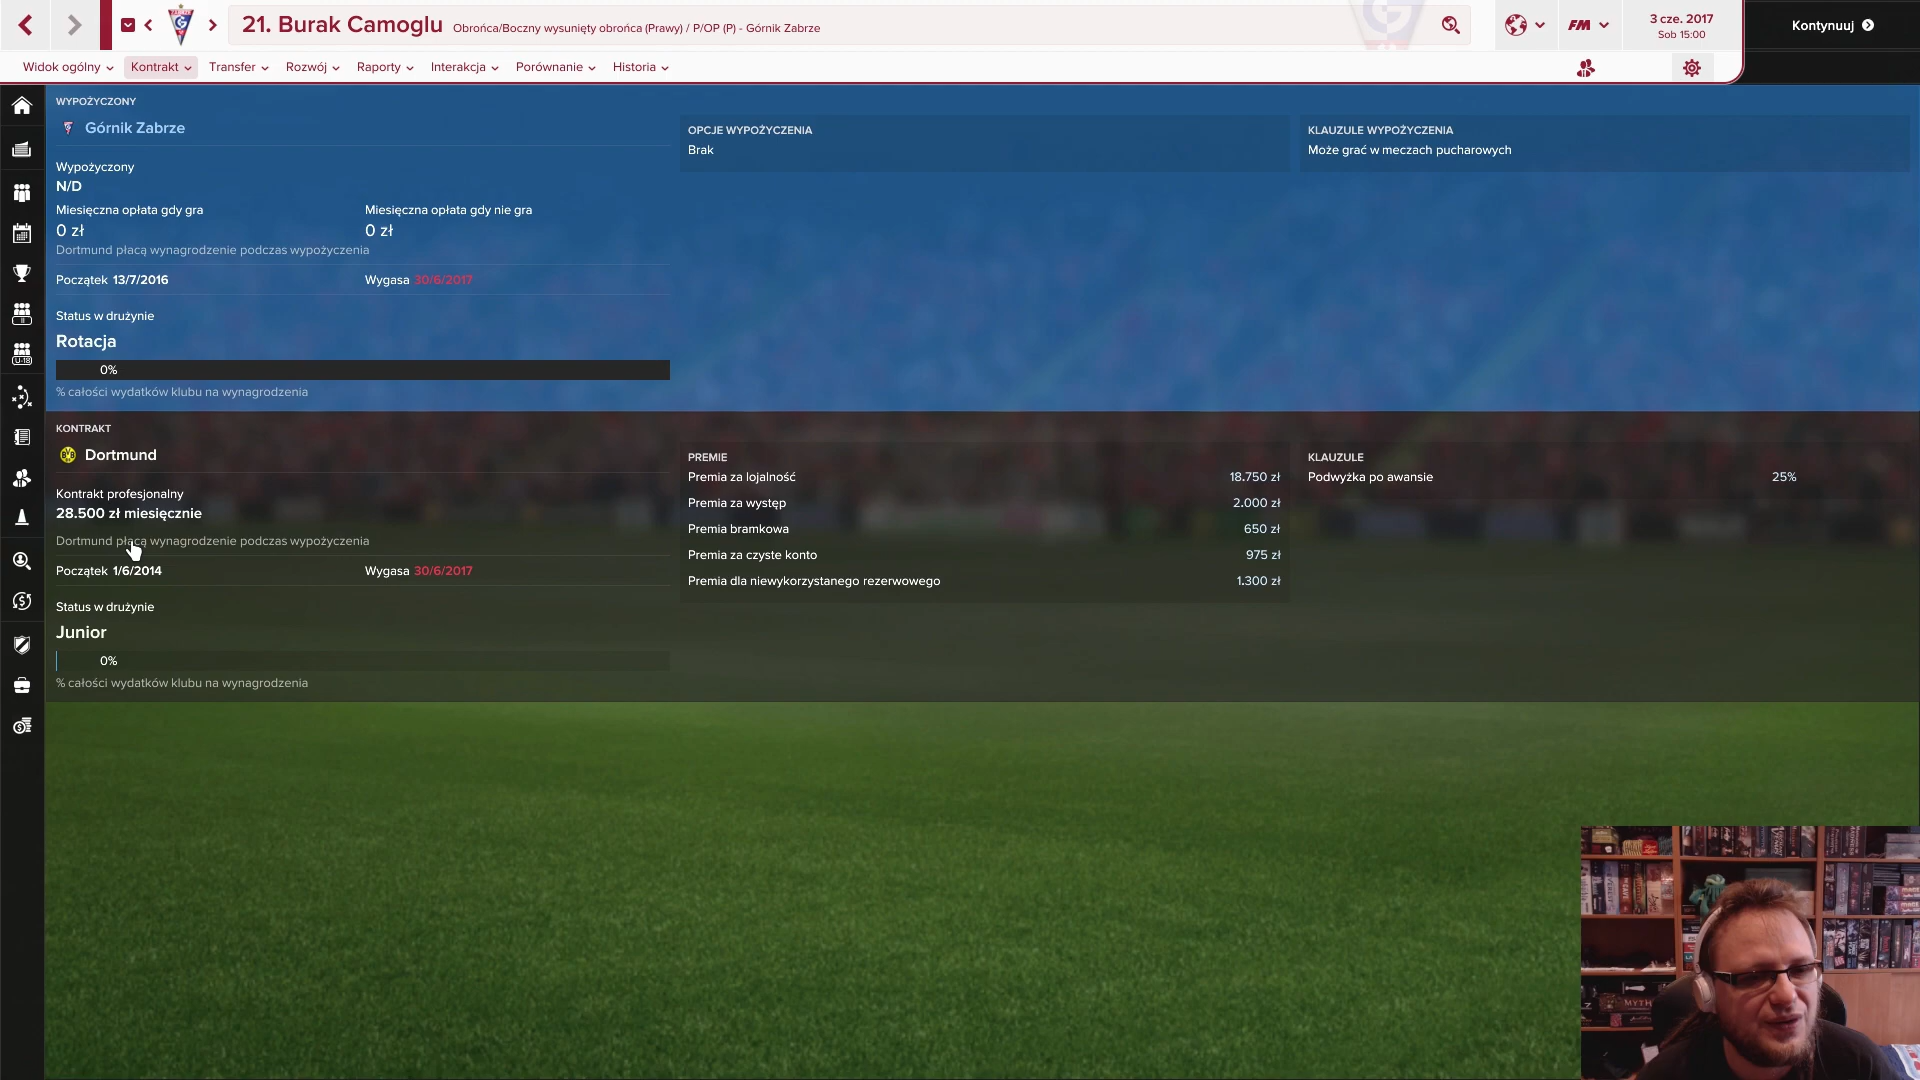 21. Burak Camoglu
Obrońca/Boczny wysunięty obrońca (Prawy) / P/OP (P) - Górnik Zabrze
FM
3 cze. 2017
Sob 15:00
Kontynuuj
Widok ogólny
Kontrakt
Transfer
Rozwój
Raporty
Interakcja
Porównanie
Historia
WYPOŻYCZONY
Górnik Zabrze
Wypożyczony
N/D
Miesięczna opłata gdy gra
Miesięczna opłata gdy nie gra
0 zł
0 zł
Dortmund płacą wynagrodzenie podczas wypożyczenia
Początek 13/7/2016
Wygasa 30/6/2017
Status w drużynie
Rotacja
0%
% całości wydatków klubu na wynagrodzenia
OPCJE WYPOŻYCZENIA
Brak
KLAUZULE WYPOŻYCZENIA
Może grać w meczach pucharowych
KONTRAKT
Dortmund
Kontrakt profesjonalny
28.500 zł miesięcznie
Dortmund płacą wynagrodzenie podczas wypożyczenia
Początek 1/6/2014
Wygasa 30/6/2017
Status w drużynie
Junior
0%
% całości wydatków klubu na wynagrodzenia
PREMIE
Premia za lojalność 18.750 zł
Premia za występ 2.000 zł
Premia bramkowa 650 zł
Premia za czyste konto 975 zł
Premia dla niewykorzystanego rezerwowego 1.300 zł
KLAUZULE
Podwyżka po awansie 25%
II
U-18
MYTH